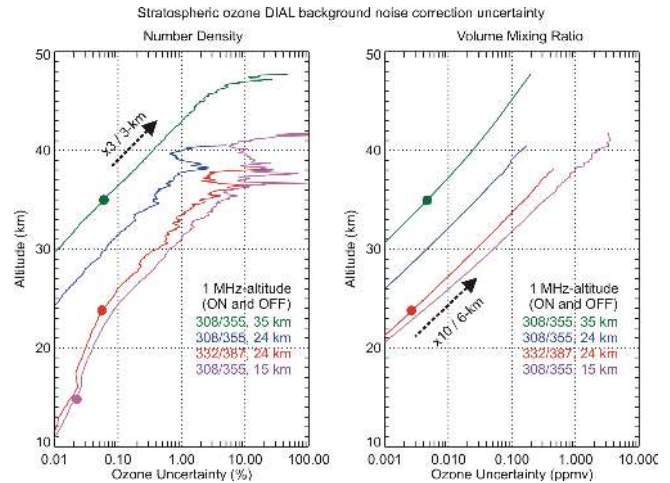 Stratospheric ozone DIAL background noise correction uncertainty
Number Density
50
40
30
20
10
Altitude (km)
x3 / 3-km
1 MHz-altitude
(ON and OFF)
308/355, 35 km
308/355, 24 km
332/387, 24 km
308/355, 15 km
0.01 0.10 1.00 10.00 100.0
Ozone Uncertainty (%)
Volume Mixing Ratio
50
40
30
20
10
Altitude (km)
x10 / 6-km
1 MHz-altitude
(ON and OFF)
308/355, 35 km
308/355, 24 km
332/387, 24 km
308/355, 15 km
0.001 0.010 0.100 1.000 10.000
Ozone Uncertainty (ppmv)